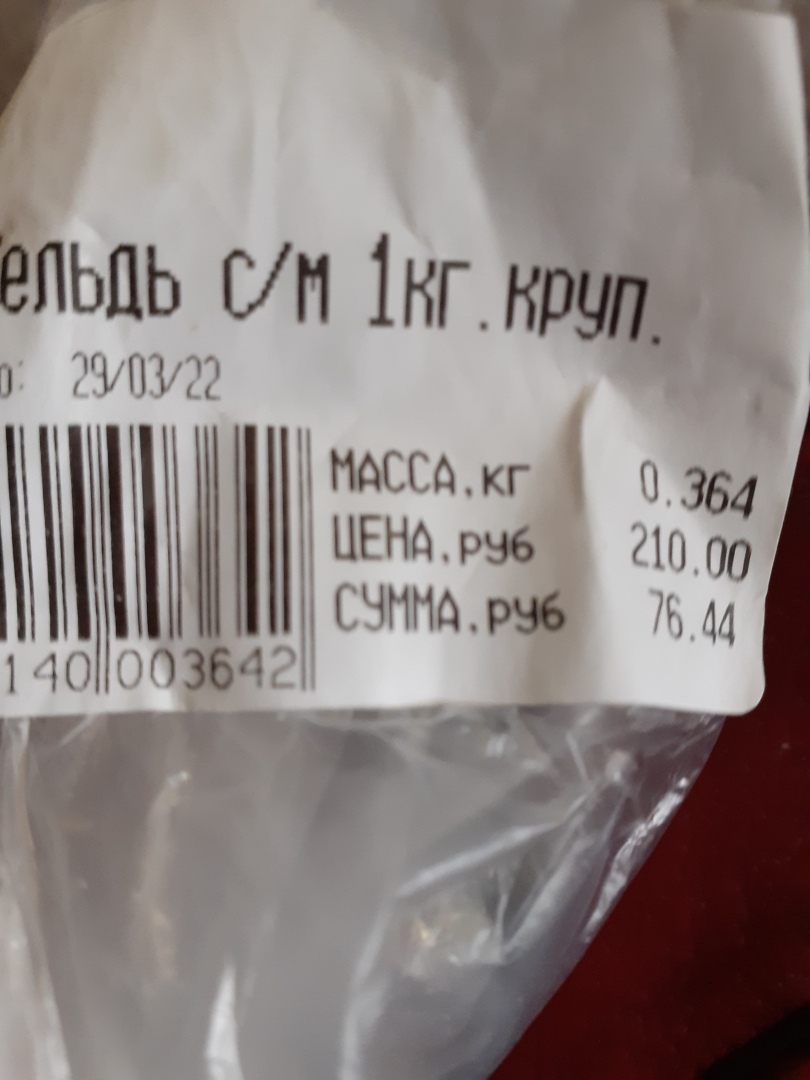 ельдь с/м 1кг.круп.
о: 29/03/22
МАССА.кг 0.364
ЦЕНА.руб 210.00
СУММА.руб 76.44
140 003642